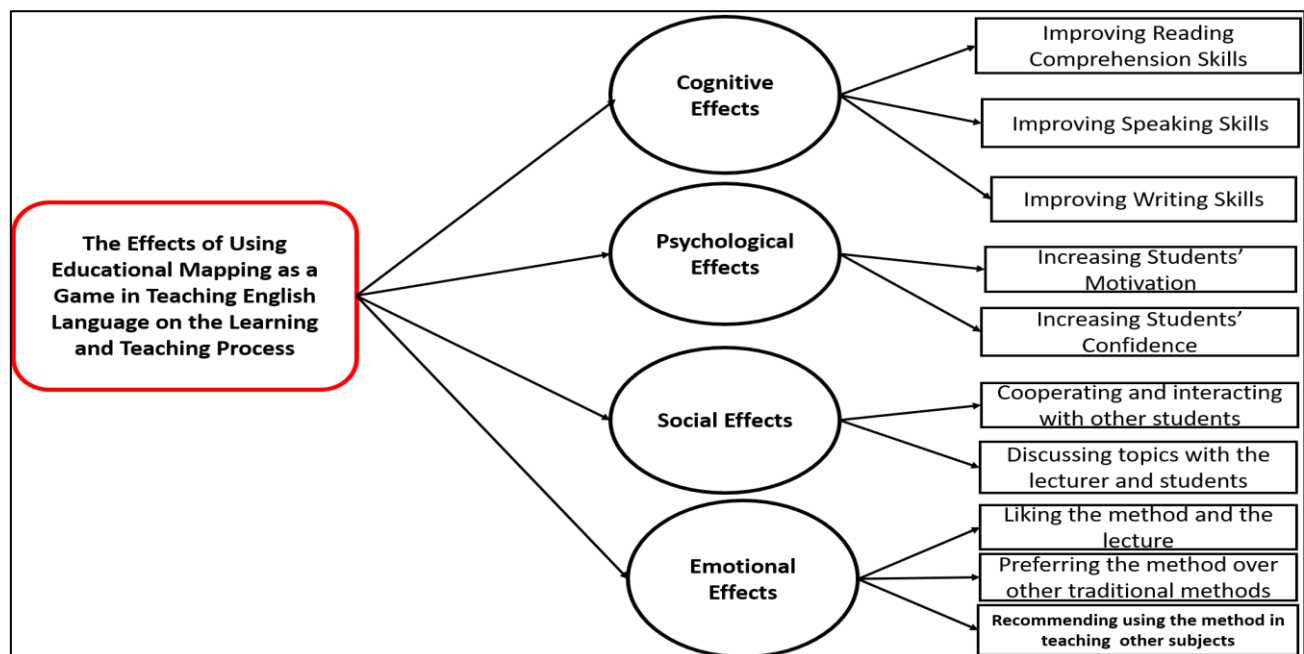 The Effects of Using
Educational Mapping as a
Game in Teaching English
Language on the Learning
and Teaching Process
Cognitive
Effects
Improving Reading
Comprehension Skills
Improving Speaking Skills
Improving Writing Skills
Psychological
Effects
Increasing Students’
Motivation
Increasing Students’
Confidence
Social Effects
Cooperating and interacting
with other students
Discussing topics with the
lecturer and students
Emotional
Effects
Liking the method and the
lecture
Preferring the method over
other traditional methods
Recommending using the method in
teaching other subjects